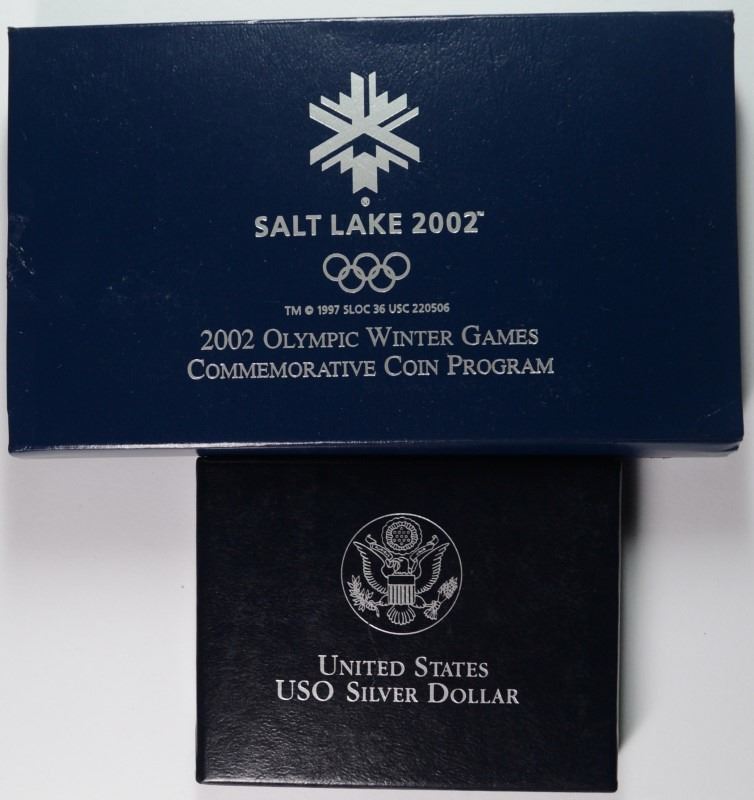 ®
SALT LAKE 2002™
TM © 1997 SLOC 36 USC 220506
2002 OLYMPIC WINTER GAMES
COMMEMORATIVE COIN PROGRAM
UNITED STATES
USO SILVER DOLLAR